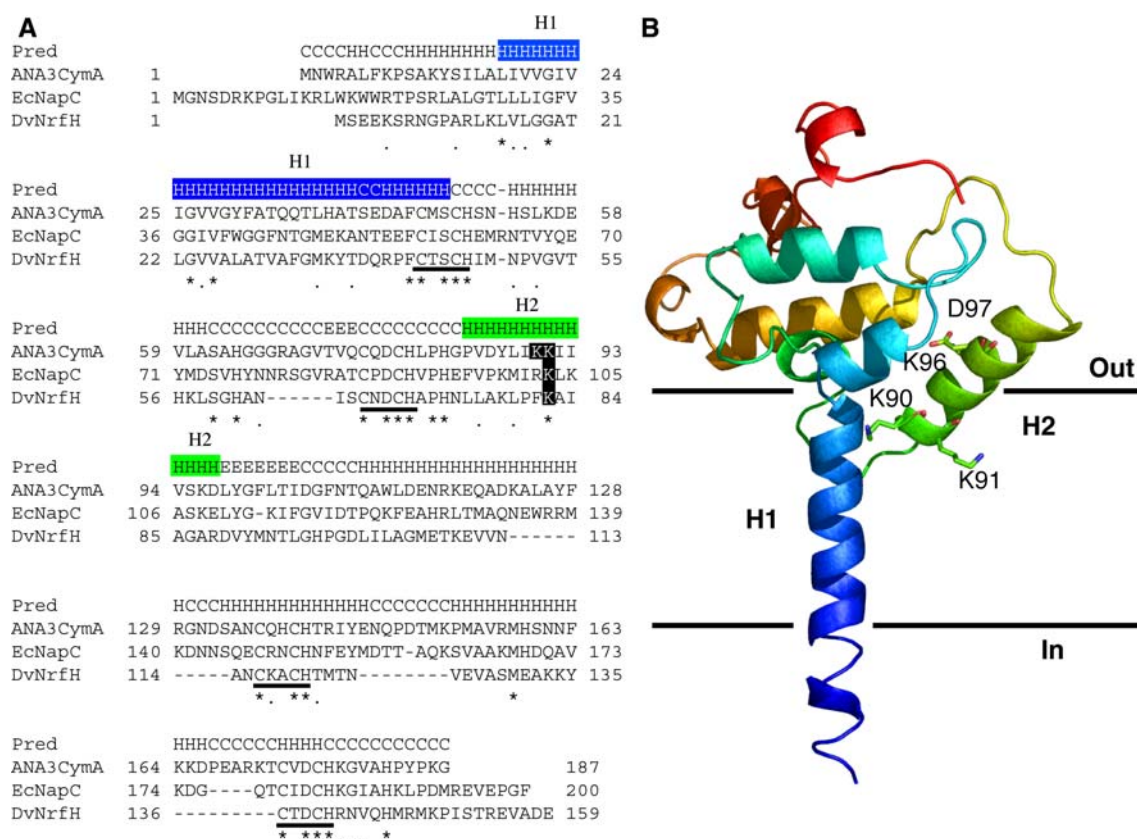 A
H1
Pred CCCCHHCCCHHHHHHHHHHHHHHH
ANA3CymA 1 MNWRALFKPSAKYSILALIVVGIV 24
EcNapC 1 MGNSDRKPGLIKRLWKWWRTPSRLALGTLLLIGFV 35
DvNrfH 1 MSEEKSRNGPARLKLVLGGAT 21
. . *.. *
H1
Pred HHHHHHHHHHHHHHHHCCHHHHHHCCCC-HHHHHH
ANA3CymA 25 IGVVGYFATQQTLHATSEDAFCMSCHSN-HSLKDE 58
EcNapC 36 GGIVFWGGFNTGMEKANTEEFCISCHEMRNTVYQE 70
DvNrfH 22 LGVVALATVAFGMKYTDQRPFCTSCHIM-NPVGVT 55
* * . . ** *** . .
H2
Pred HHHCCCCCCCCCCEEECCCCCCCCCHHHHHHHHHH
ANA3CymA 59 VLASAHGGGRAGVTVQCQDCHLPHGPVDYLIKKII 93
EcNapC 71 YMDSVHYNNRSGVRATCPDCHVPHEFVPKMIRKLK 105
DvNrfH 56 HKLSGHAN------ISCNDCHAPHNLLAKLPFKAI 84
* *. * *** ** . . *
H2
Pred HHHHEEEEEEECCCCCHHHHHHHHHHHHHHHHHHH
ANA3CymA 94 VSKDLYGFLTIDGFNTQAWLDENRKEQADKALAYF 128
EcNapC 106 ASKELYG-KIFGVIDTPQKFEAHRLTMAQNEWRRM 139
DvNrfH 85 AGARDVYMNTLGHPGDLILAGMETKEVVN------ 113
Pred HCCCHHHHHHHHHHHHHCCCCCCCHHHHHHHHHHH
ANA3CymA 129 RGNDSANCQHCHTRIYENQPDTMKPMAVRMHSNNF 163
EcNapC 140 KDNNSQECRNCHNFEYMDTT-AQKSVAAKMHDQAV 173
DvNrfH 114 -----ANCKACHTMTN--------VEVASMEAKKY 135
*. **. *
Pred HHHCCCCCCHHHHCCCCCCCCCCC
ANA3CymA 164 KKDPEARKTCVDCHKGVAHPYPKG 187
EcNapC 174 KDG----QTCIDCHKGIAHKLPDMREVEPGF 200
DvNrfH 136 ---------CTDCHRNVQHMRMKPISTREVADE 159
* ***... *
B
D97
K96
Out
K90
H2
K91
H1
In